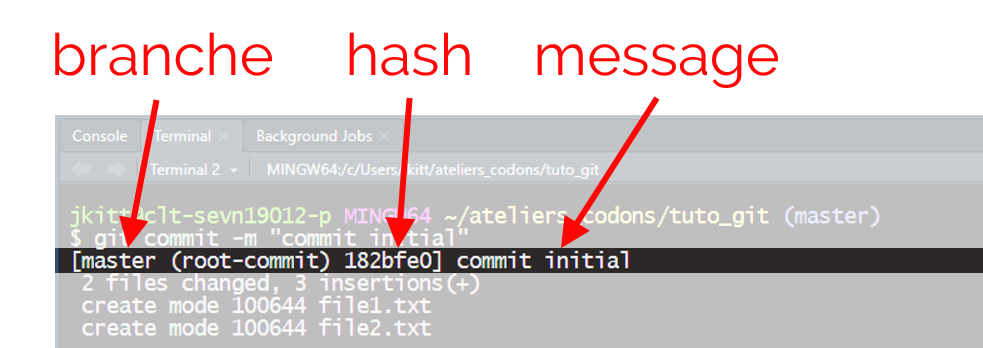 branche hash message
Console Terminal × Background Jobs ×
Terminal 2 MINGW64:/c/Users/jkitt/ateliers_codons/tuto_git
jkitt@clt-sevn19012-p MINGW64 ~/ateliers_codons/tuto_git (master)
$ git commit -m "commit initial"
[master (root-commit) 182bfe0] commit initial
2 files changed, 3 insertions(+)
create mode 100644 file1.txt
create mode 100644 file2.txt